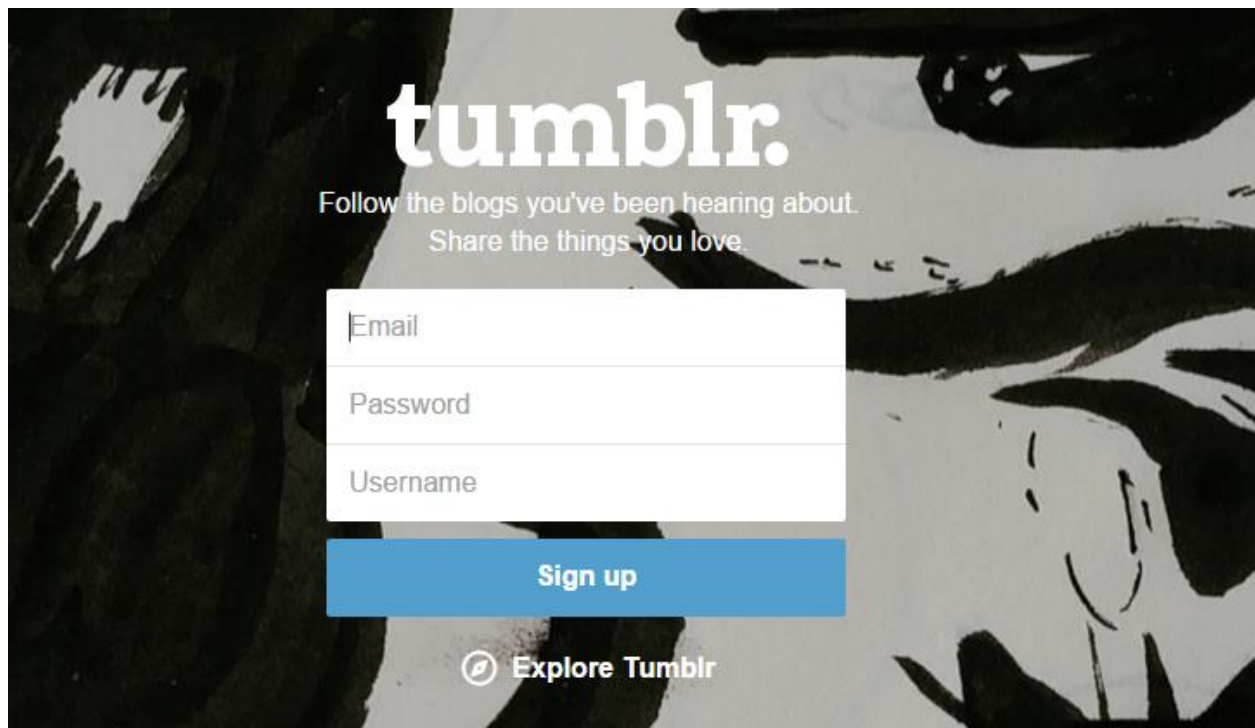 tumblr.
Follow the blogs you've been hearing about.
Share the things you love.
Email
Password
Username
Sign up
Explore Tumblr